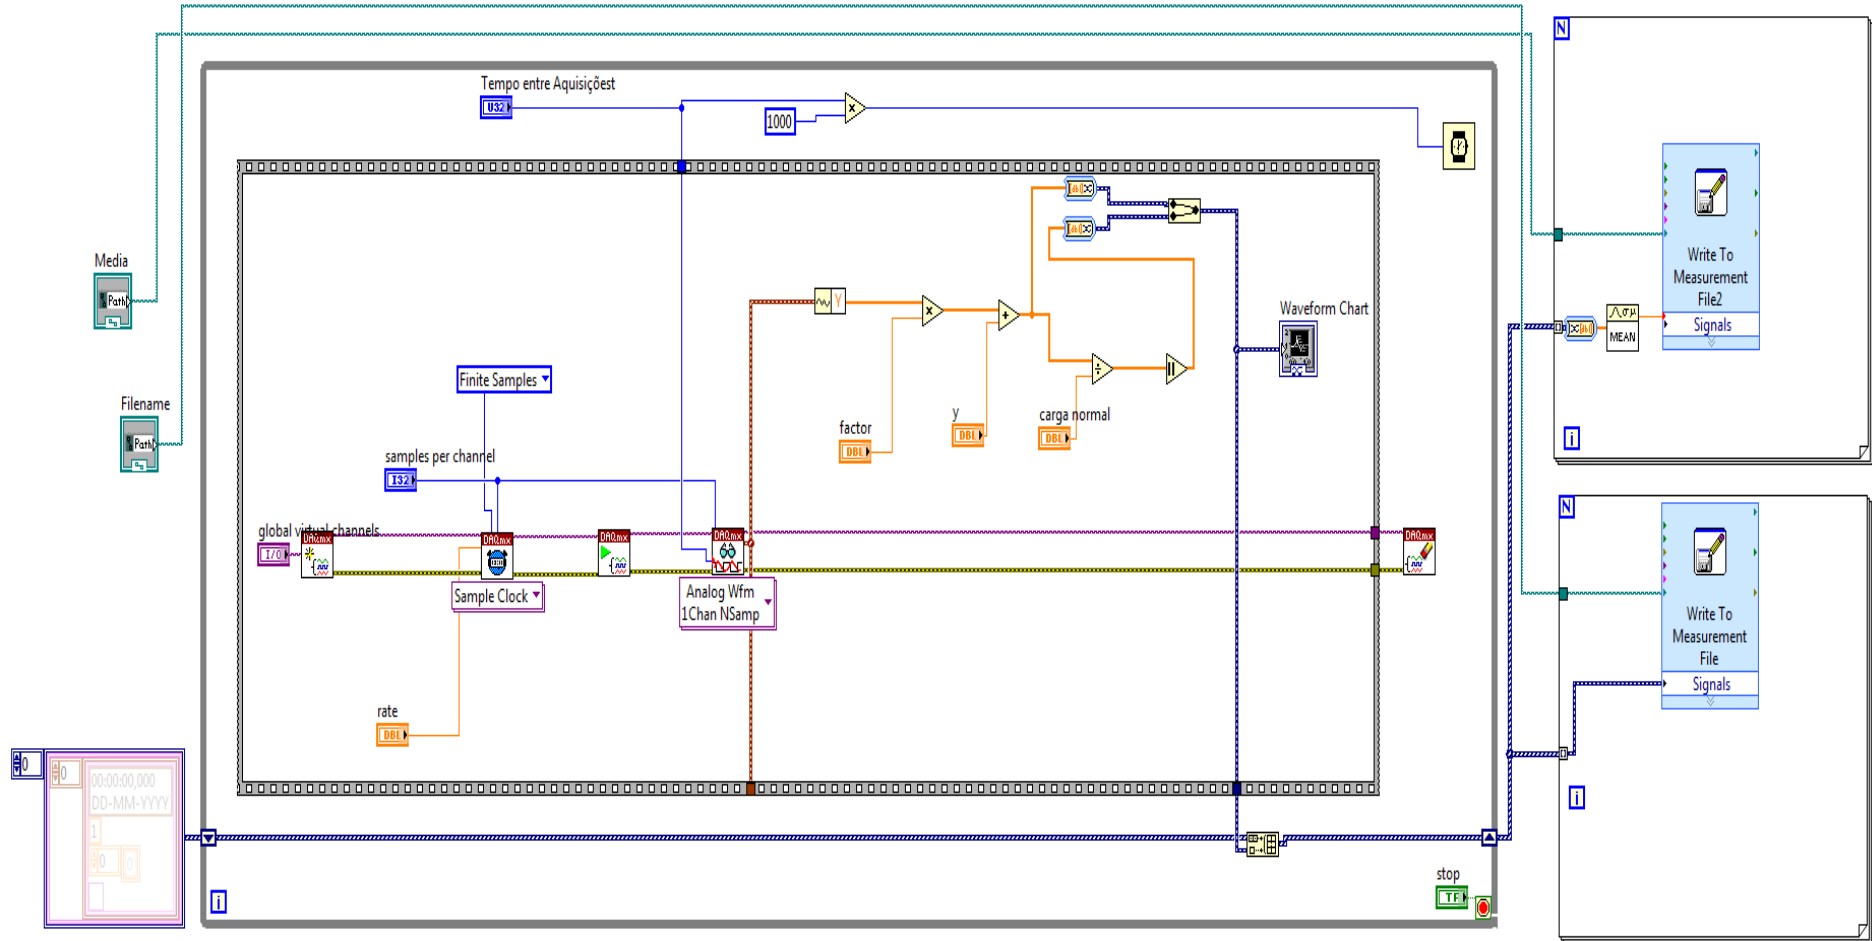 N
Tempo entre Aquisiçõest
U32
1000
x
Media
Path
Write To
Measurement
File2
Signals
MEAN
Y
x
+
Waveform Chart
÷
Finite Samples
Filename
Path
factor
DBL
y
DBL
carga normal
DBL
i
samples per channel
I32
N
global virtual channels
I/O
DAQmx
DAQmx
DAQmx
DAQmx
DAQmx
Sample Clock
Analog Wfm
1Chan NSamp
Write To
Measurement
File
Signals
rate
DBL
0
0
00:00:00,000
DD-MM-YYYY
1
0
0
i
i
stop
TF